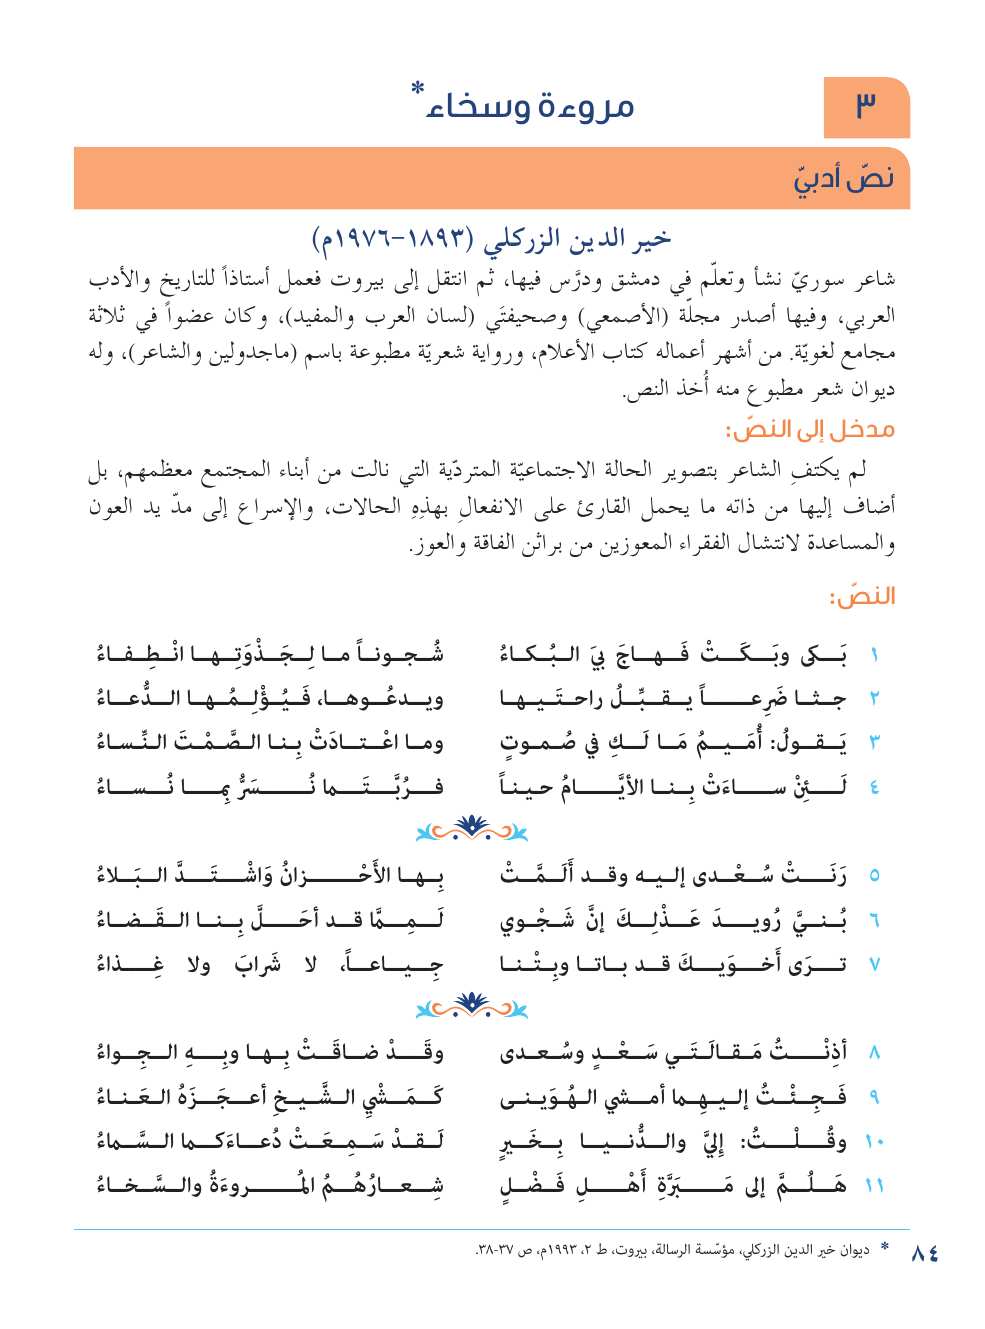 ٣
مروءة وسخاء*
نصّ أدبيّ
خير الدين الزركلي (١٨٩٣-١٩٧٦م)
شاعر سوريّ نشأ وتعلّم في دمشق ودرَّس فيها، ثم انتقل إلى بيروت فعمل أستاذاً للتاريخ والأدب
العربي، وفيها أصدر مجلّة (الأصمعي) وصحيفتَي (لسان العرب والمفيد)، وكان عضواً في ثلاثة
مجامع لغويّة. من أشهر أعماله كتاب الأعلام، ورواية شعريّة مطبوعة باسم (ماجدولين والشاعر)، وله
ديوان شعر مطبوع منه أُخذ النص.
مدخل إلى النصّ:
لم يكتفِ الشاعر بتصوير الحالة الاجتماعيّة المتردّية التي نالت من أبناء المجتمع معظمهم، بل
أضاف إليها من ذاته ما يحمل القارئ على الانفعالِ بهذِهِ الحالات، والإسراع إلى مدّ يد العون
والمساعدة لانتشال الفقراء المعوزين من براثن الفاقة والعوز.
النصّ:
١ بَكى وبَكَتْ فَهاجَ بيَ البُكاءُ شُجوناً ما لِجَذْوَتِها انْطِفاءُ
٢ جثا ضَرِعاً يقبِّلُ راحتَيها ويدعُوها، فَيُؤْلِمُها الدُّعاءُ
٣ يَقولُ: أُمَيمُ مَا لَكِ في صُموتٍ وما اعْتادَتْ بِنا الصَّمْتَ النِّساءُ
٤ لَئِنْ ساءَتْ بِنا الأيَّامُ حيناً فرُبَّتَما نُسَرُّ بِما نُساءُ
٥ رَنَتْ سُعْدى إليه وقد أَلَمَّتْ بِها الأَحْزانُ وَاشْتَدَّ البَلاءُ
٦ بُنيَّ رُويدَ عَذْلِكَ إنَّ شَجْوي لَمِمَّا قد أحَلَّ بِنا القَضاءُ
٧ ترَى أَخوَيكَ قد باتا وبِتْنا جِياعاً، لا شَرابَ ولا غِذاءُ
٨ أذِنْتُ مَقالَتَي سَعْدٍ وسُعدى وقَدْ ضاقَتْ بِها وبِهِ الجِواءُ
٩ فَجِئْتُ إليهِما أمشي الهُوَينى كَمَشْيِ الشَّيخِ أعجَزَهُ العَناءُ
١٠ وقُلْتُ: إليَّ والدُّنيا بِخَيرٍ لَقدْ سَمِعَتْ دُعاءَكما السَّماءُ
١١ هَلُمَّ إلى مَبَرَّةِ أَهْلِ فَضْلٍ شِعارُهُمُ المُروءَةُ والسَّخاءُ
* ديوان خير الدين الزركلي، مؤسّسة الرسالة، بيروت، ط ٢، ١٩٩٣م، ص ٣٧-٣٨.
٨٤